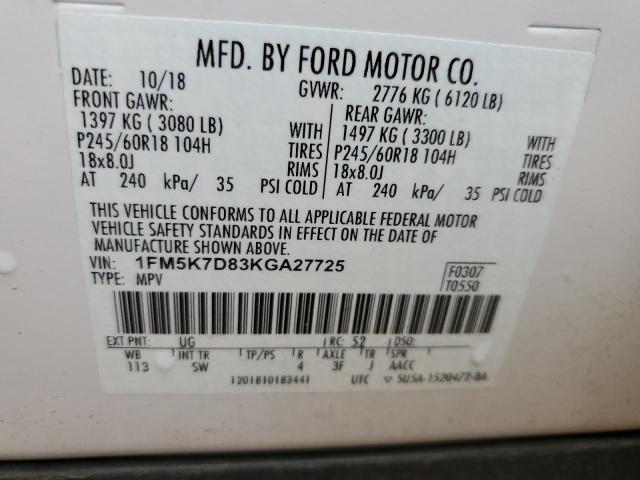 MFD. BY FORD MOTOR CO.
DATE: 10/18 GVWR: 2776 KG ( 6120 LB)
FRONT GAWR: REAR GAWR:
1397 KG ( 3080 LB) WITH 1497 KG ( 3300 LB) WITH
P245/60R18 104H TIRES P245/60R18 104H TIRES
18x8.0J RIMS 18x8.0J RIMS
AT 240 kPa/ 35 PSI COLD AT 240 kPa/ 35 PSI COLD
THIS VEHICLE CONFORMS TO ALL APPLICABLE FEDERAL MOTOR
VEHICLE SAFETY STANDARDS IN EFFECT ON THE DATE OF
MANUFACTURE SHOWN ABOVE.
VIN: 1FM5K7D83KGA27725 F0307
TYPE: MPV T0550
EXT PNT: UG RC: 52 DSO:
WB INT TR TP/PS R AXLE TR SPR
113 SW 4 3F J AACC
1201810183441 UTC ▽ SU5A-1520472-BA